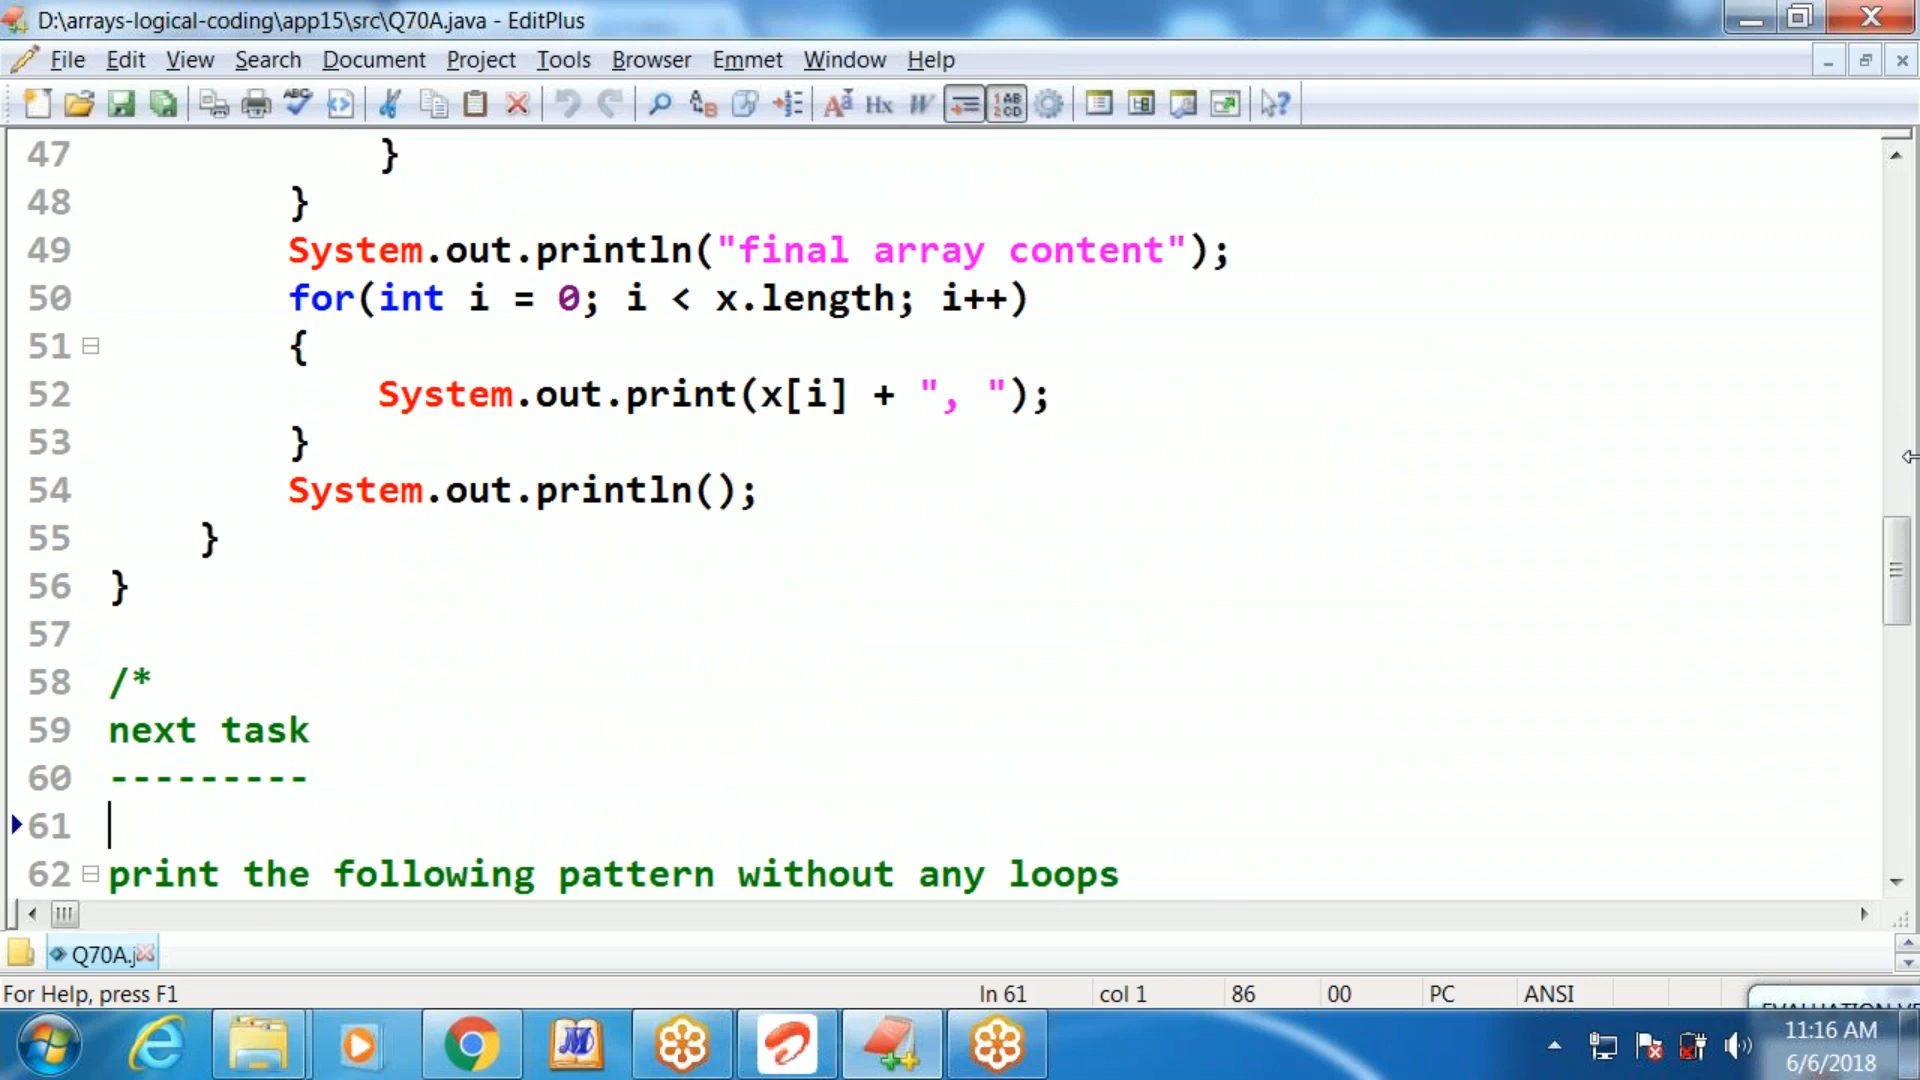 D:\arrays-logical-coding\app15\src\Q70A.java - EditPlus
File Edit View Search Document Project Tools Browser Emmet Window Help
47 }
48 }
49 System.out.println("final array content");
50 for(int i = 0; i < x.length; i++)
51 {
52 System.out.print(x[i] + ", ");
53 }
54 System.out.println();
55 }
56 }
57
58 /*
59 next task
60 ---------
61
62 print the following pattern without any loops
Q70A.j
For Help, press F1 ln 61 col 1 86 00 PC ANSI
11:16 AM
6/6/2018